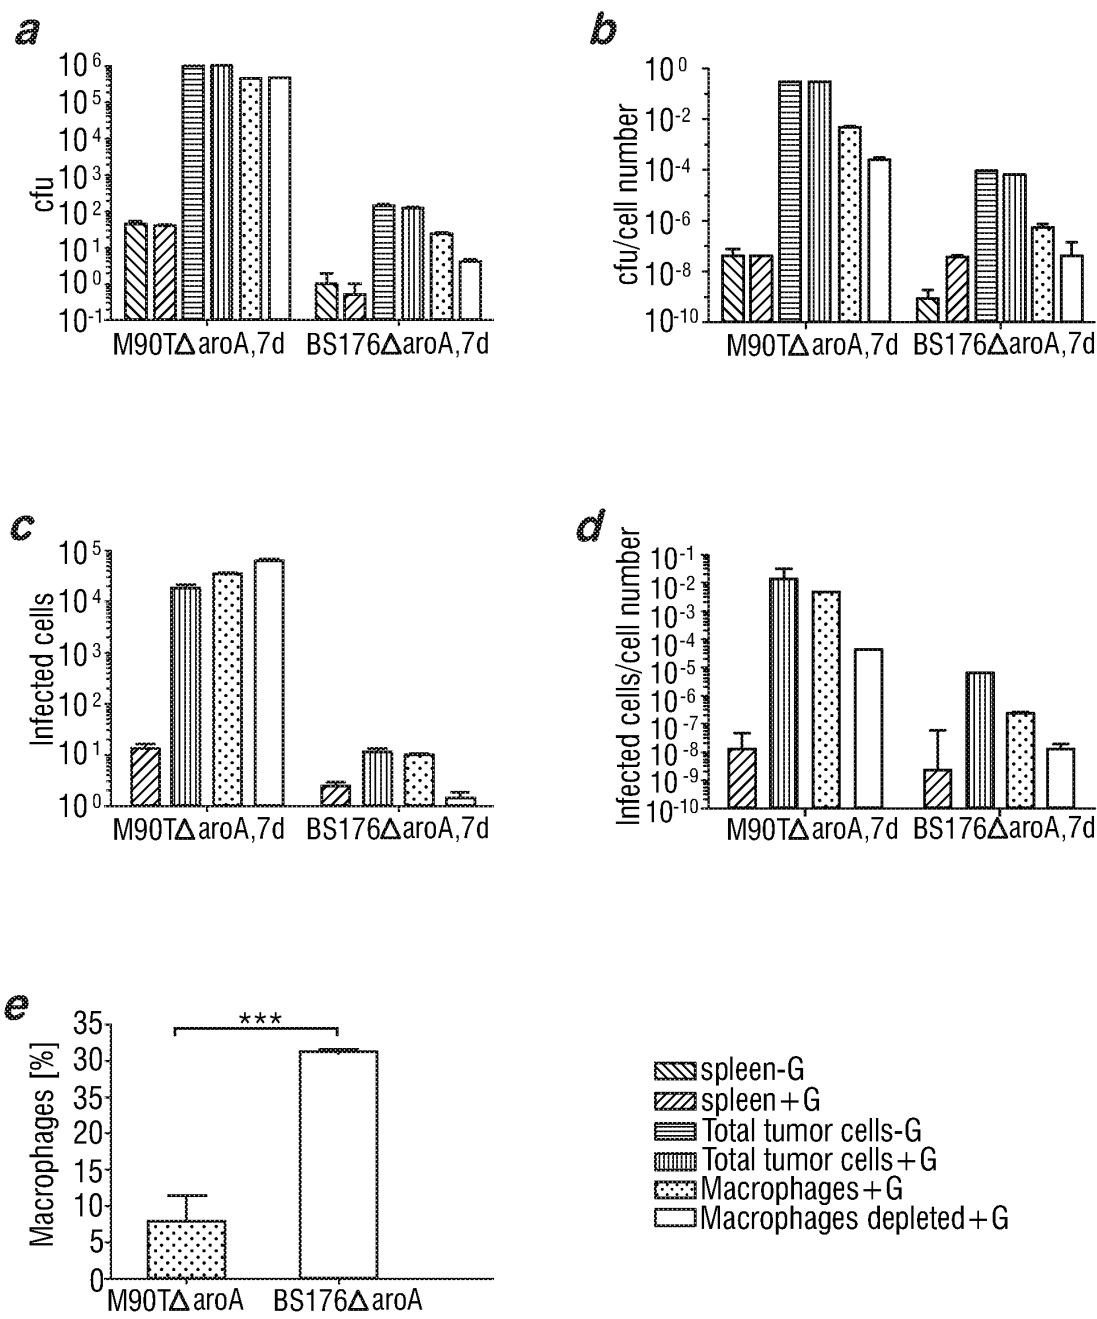 a
cfu
10^6
10^5
10^4
10^3
10^2
10^1
10^0
10^-1
M90TΔaroA,7d BS176ΔaroA,7d
b
cfu/cell number
10^0
10^-2
10^-4
10^-6
10^-8
10^-10
M90TΔaroA,7d BS176ΔaroA,7d
c
Infected cells
10^5
10^4
10^3
10^2
10^1
10^0
M90TΔaroA,7d BS176ΔaroA,7d
d
Infected cells/cell number
10^-1
10^-2
10^-3
10^-4
10^-5
10^-6
10^-7
10^-8
10^-9
10^-10
M90TΔaroA,7d BS176ΔaroA,7d
e
Macrophages [%]
35
30
35
20
15
10
5
0
***
M90TΔaroA BS176ΔaroA
spleen-G
spleen+G
Total tumor cells-G
Total tumor cells+G
Macrophages+G
Macrophages depleted+G